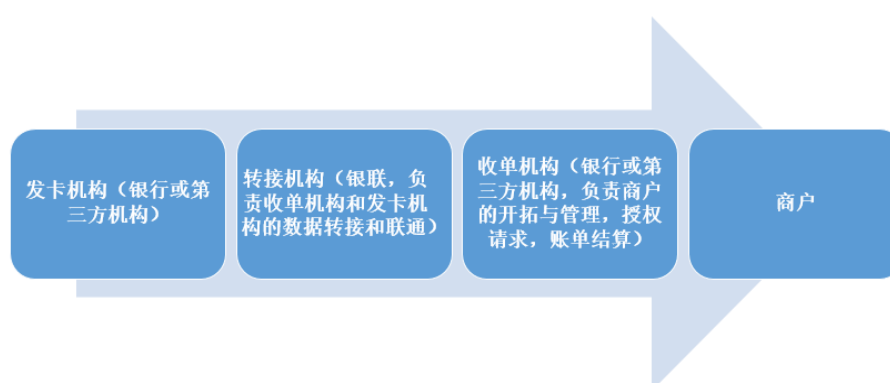 发卡机构（银行或第
三方机构）
转接机构（银联，负
责收单机构和发卡机
构的数据转接和联通）
收单机构（银行或第
三方机构，负责商户
的开拓与管理，授权
请求，账单结算）
商户